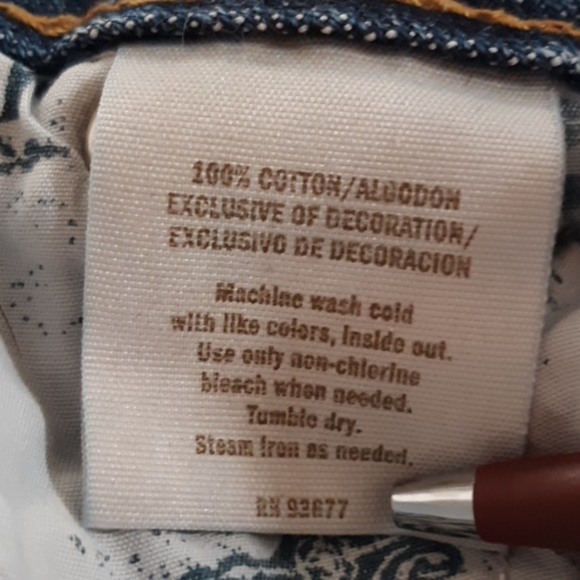 100% COTTON/ALGODON
EXCLUSIVE OF DECORATION/
EXCLUSIVO DE DECORACION
Machine wash cold
with like colors, inside out.
Use only non-chlorine
bleach when needed.
Tumble dry.
Steam iron as needed.
RN 93677